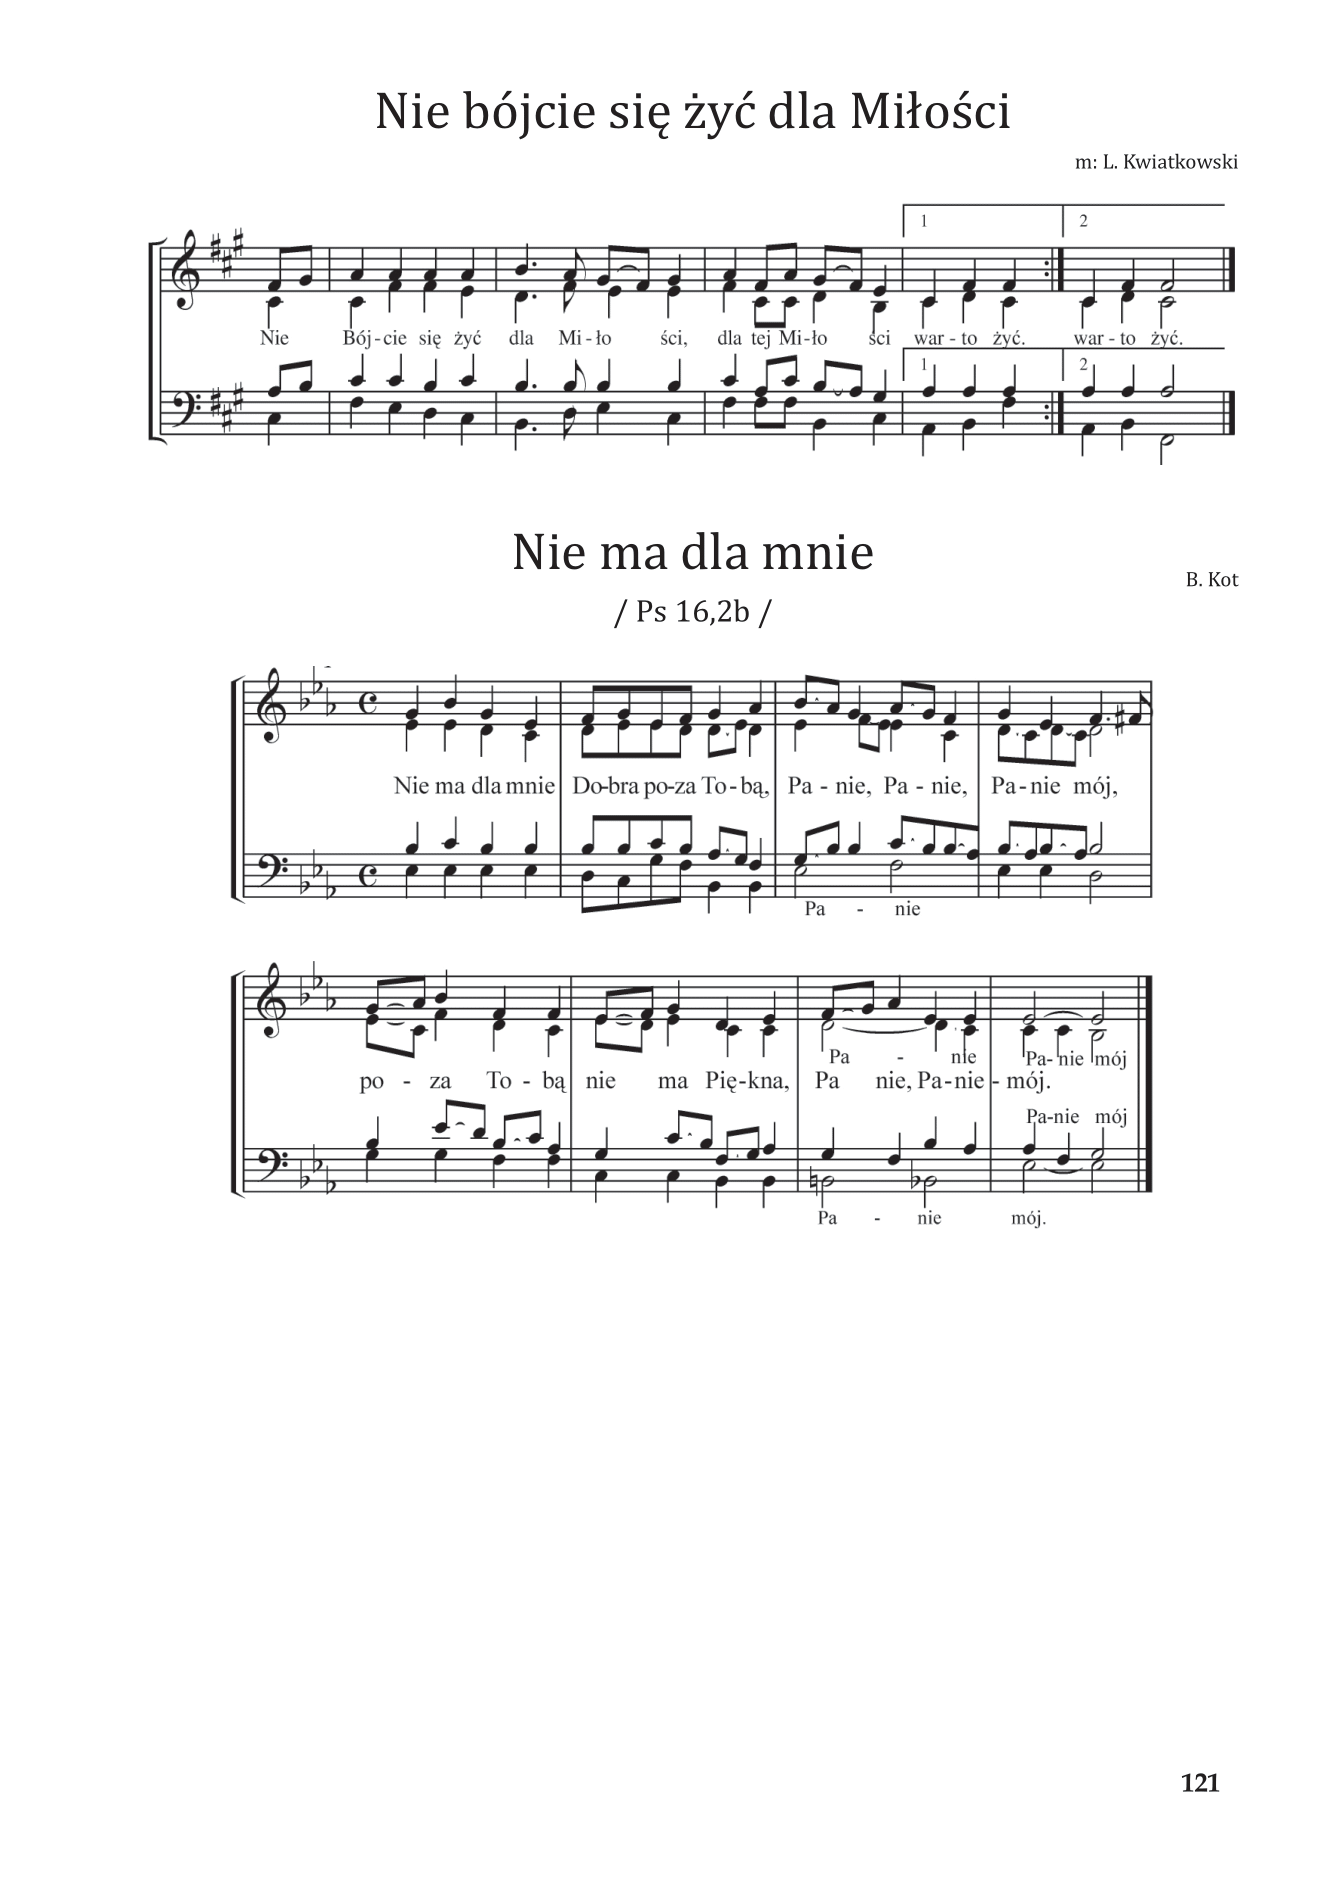 Nie bójcie się żyć dla Miłości
m: L. Kwiatkowski
1 2
Nie Bój-cie się żyć dla Mi-ło ści, dla tej Mi-ło ści war-to żyć. war-to żyć.
1 2
Nie ma dla mnie
B. Kot
/ Ps 16,2b /
Nie ma dla mnie Do-bra po-za To-bą, Pa - nie, Pa - nie, Pa-nie mój,
Pa - nie
Pa - nie Pa-nie mój
po - za To - bą nie ma Pię-kna, Pa nie, Pa-nie - mój.
Pa-nie mój
Pa - nie mój.
121